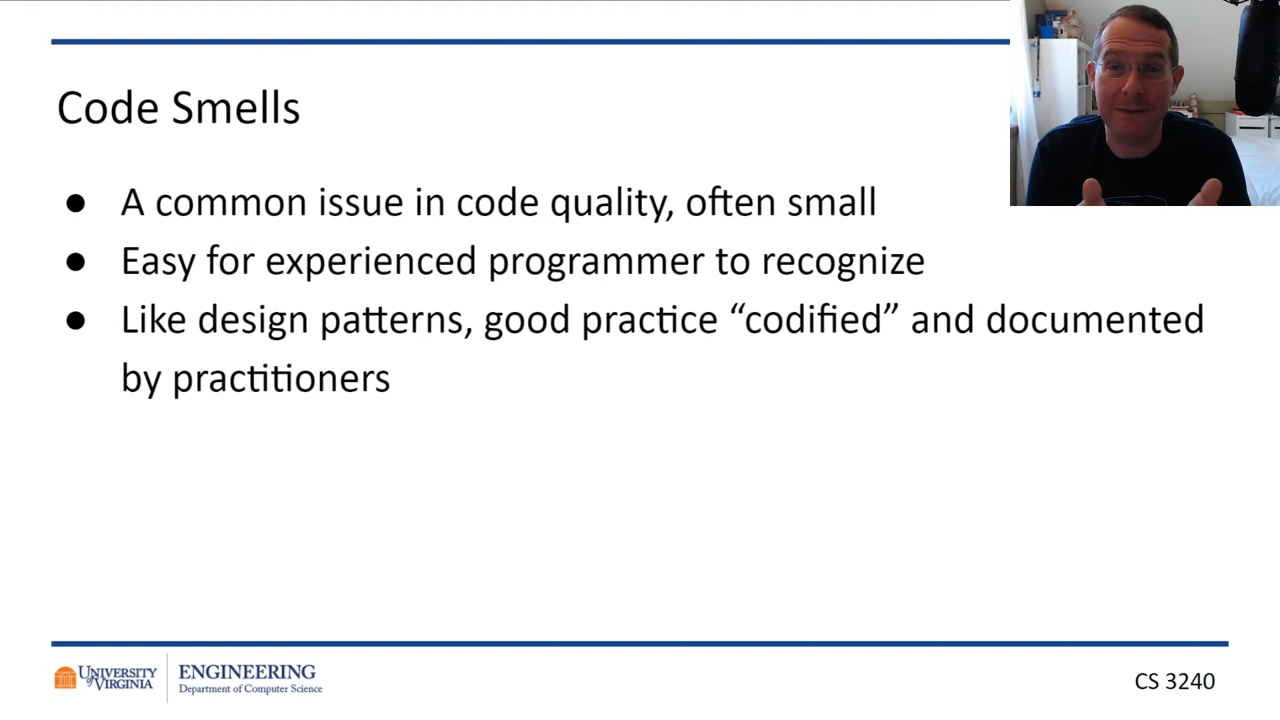 Code Smells
● A common issue in code quality, often small
● Easy for experienced programmer to recognize
● Like design patterns, good practice “codified” and documented
by practitioners
UNIVERSITY
of VIRGINIA
ENGINEERING
Department of Computer Science
CS 3240